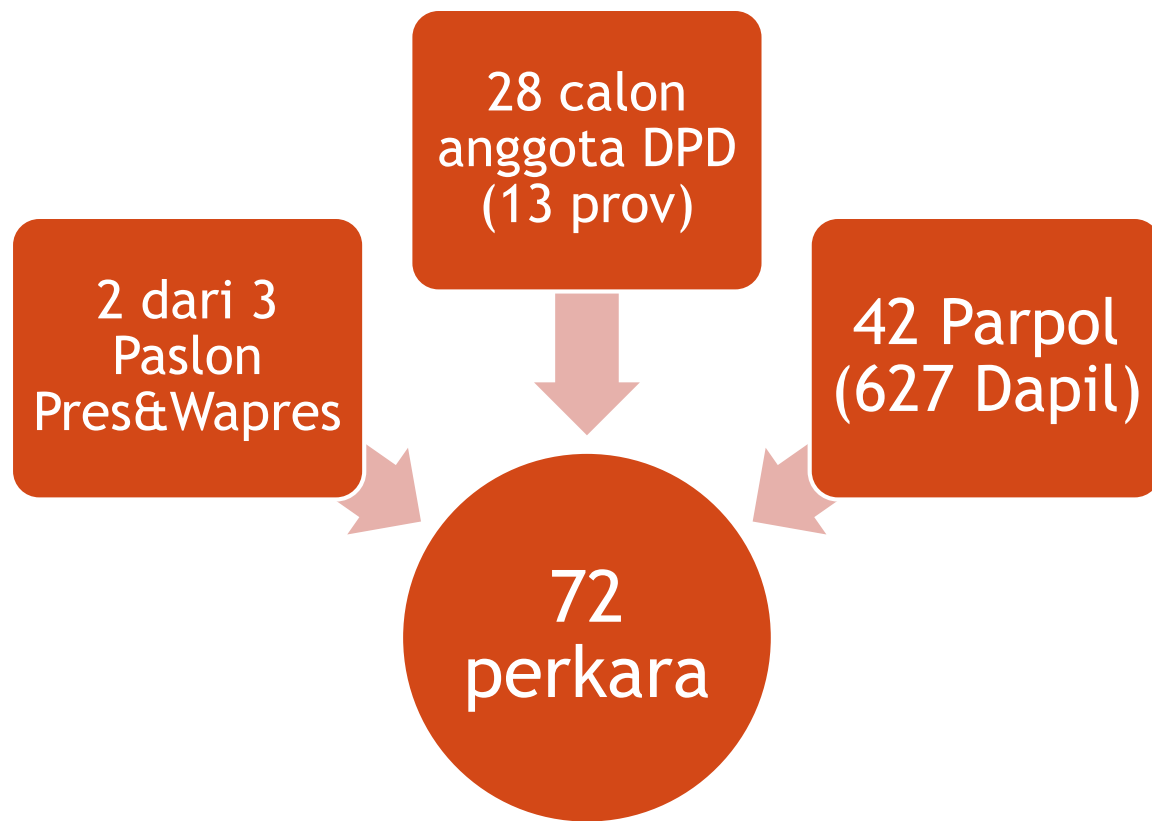 28 calon
anggota DPD
(13 prov)
2 dari 3
Paslon
Pres&Wapres
42 Parpol
(627 Dapil)
72
perkara